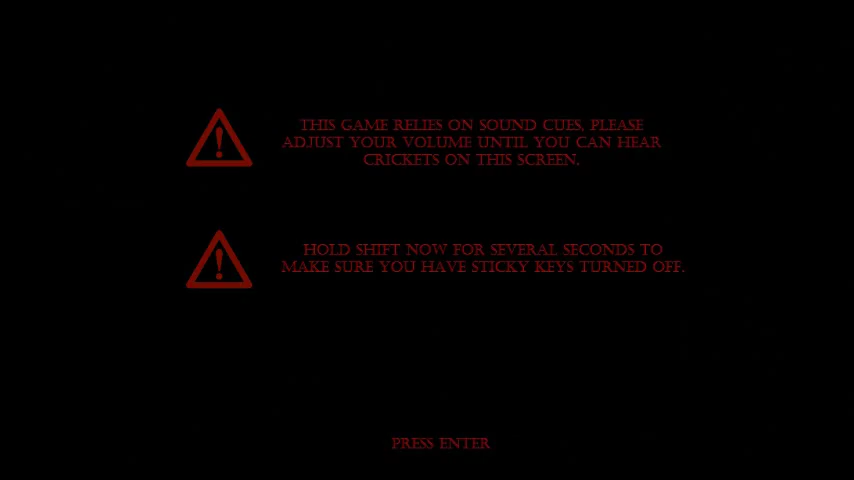 THIS GAME RELIES ON SOUND CUES, PLEASE
ADJUST YOUR VOLUME UNTIL YOU CAN HEAR
CRICKETS ON THIS SCREEN.
HOLD SHIFT NOW FOR SEVERAL SECONDS TO
MAKE SURE YOU HAVE STICKY KEYS TURNED OFF.
PRESS ENTER